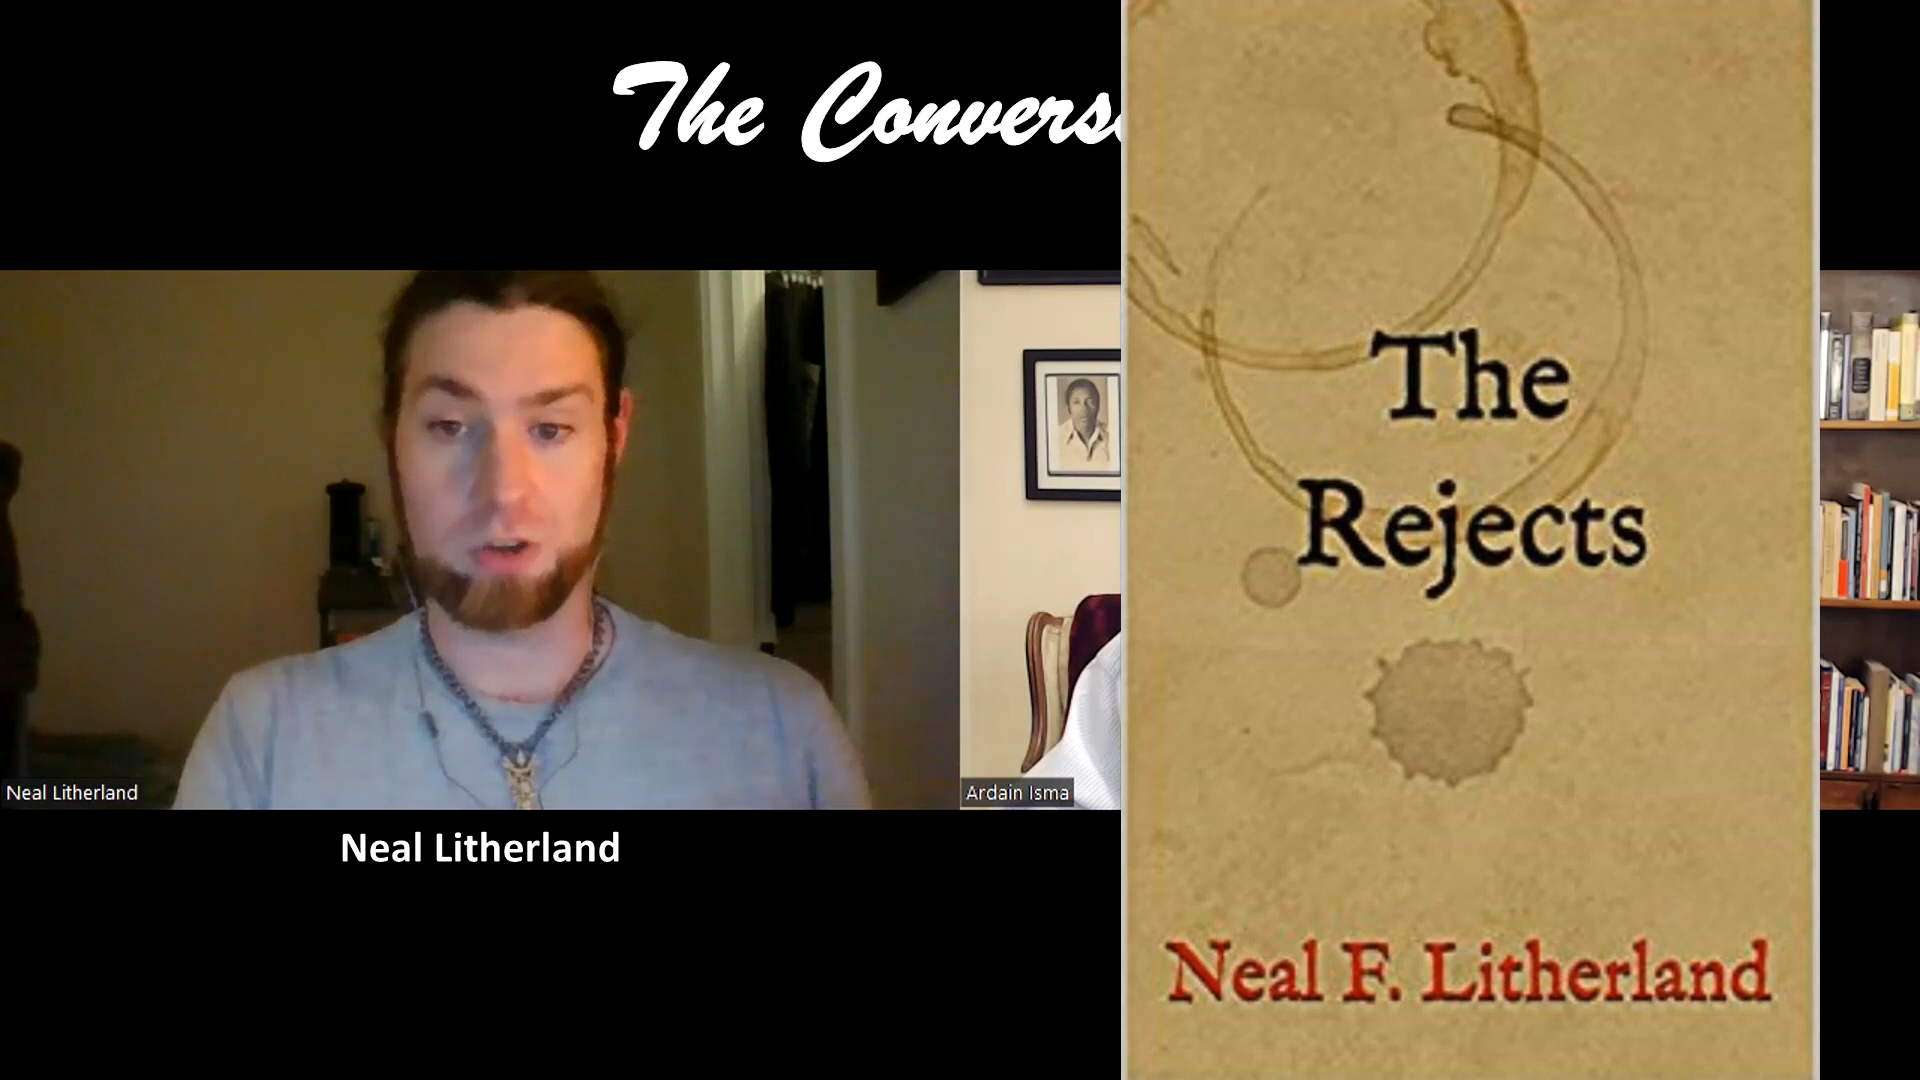 The Convers
The
Rejects
Neal Litherland
Ardain Isma
Neal Litherland
Neal F. Litherland